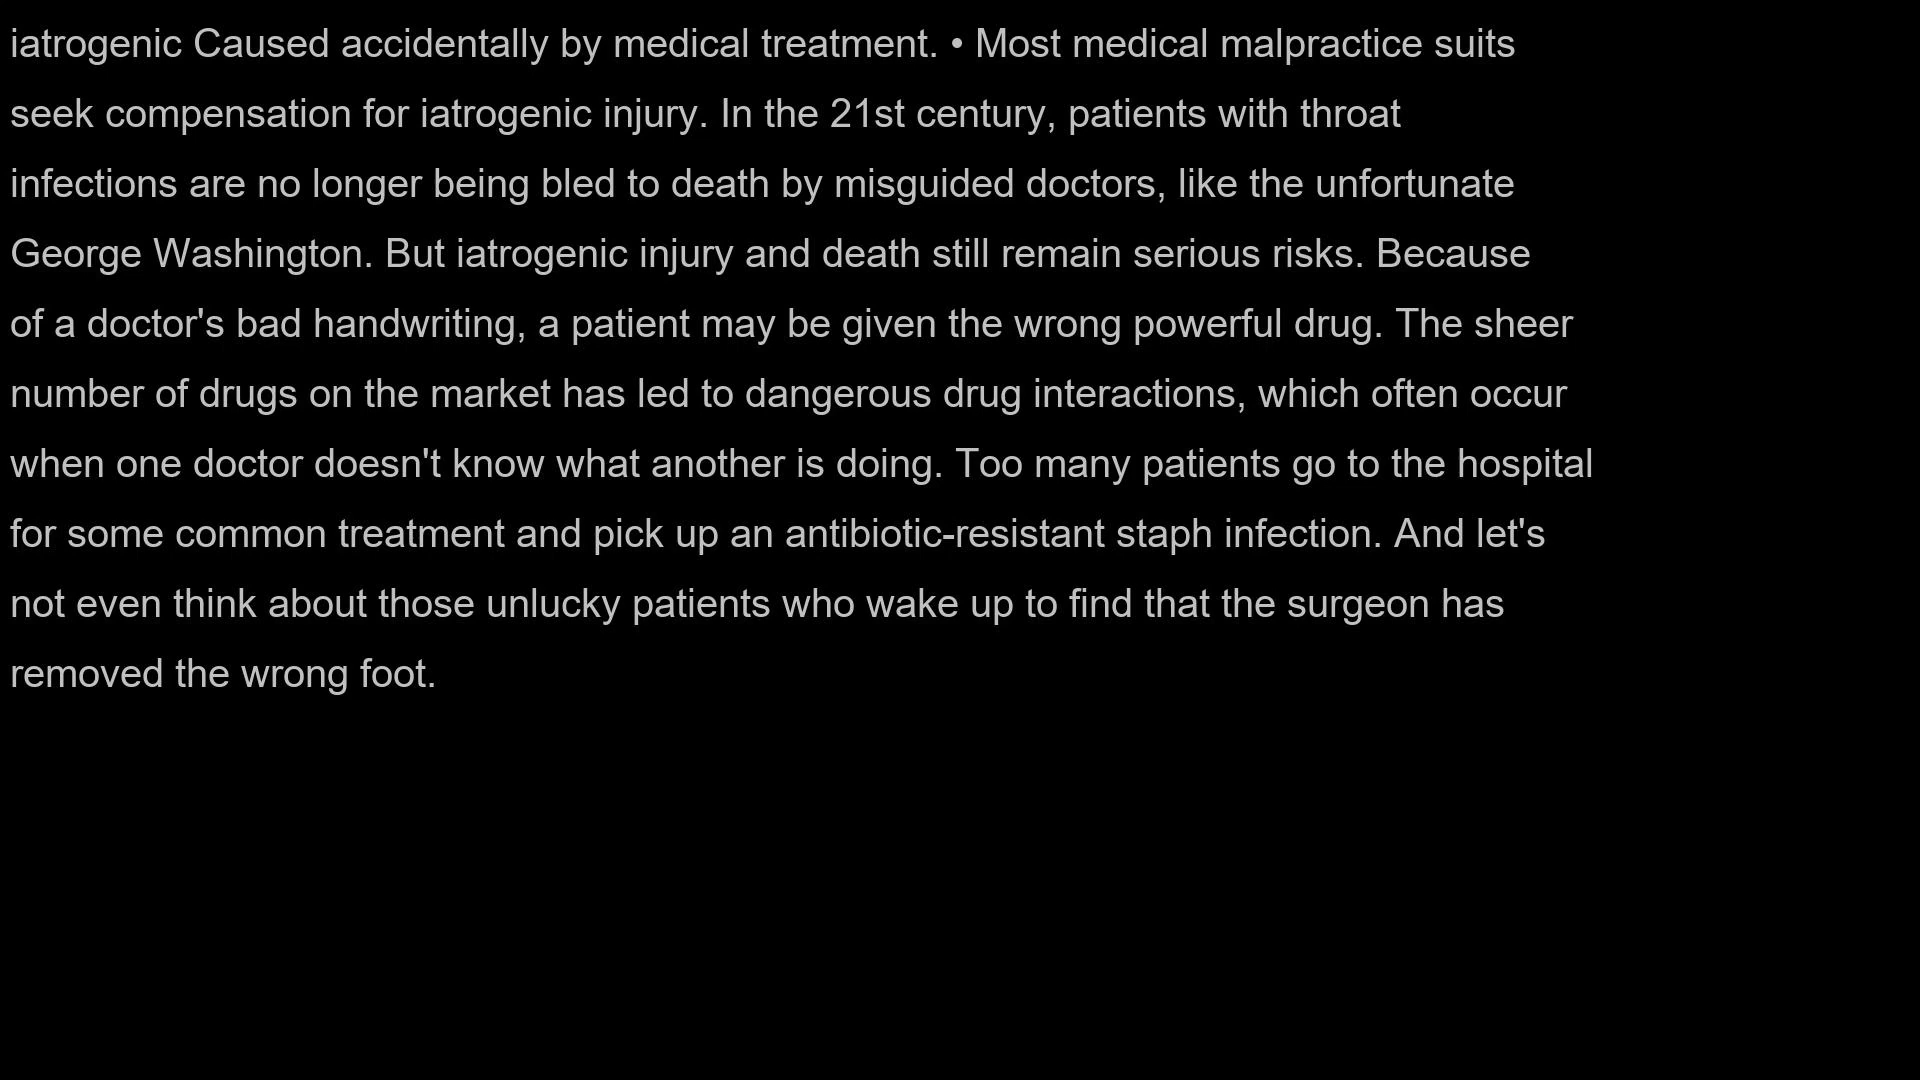 iatrogenic Caused accidentally by medical treatment. • Most medical malpractice suits
seek compensation for iatrogenic injury. In the 21st century, patients with throat
infections are no longer being bled to death by misguided doctors, like the unfortunate
George Washington. But iatrogenic injury and death still remain serious risks. Because
of a doctor's bad handwriting, a patient may be given the wrong powerful drug. The sheer
number of drugs on the market has led to dangerous drug interactions, which often occur
when one doctor doesn't know what another is doing. Too many patients go to the hospital
for some common treatment and pick up an antibiotic-resistant staph infection. And let's
not even think about those unlucky patients who wake up to find that the surgeon has
removed the wrong foot.